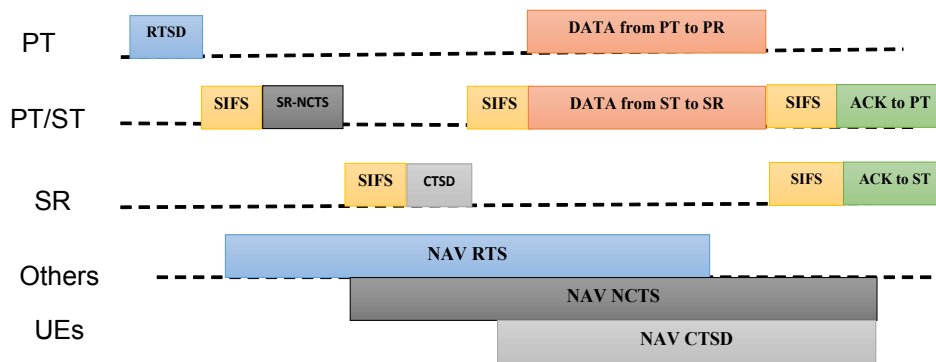 PT
RTSD
DATA from PT to PR
PT/ST
SIFS
SR-NCTS
SIFS
DATA from ST to SR
SIFS
ACK to PT
SR
SIFS
CTSD
SIFS
ACK to ST
Others
NAV RTS
NAV NCTS
UEs
NAV CTSD